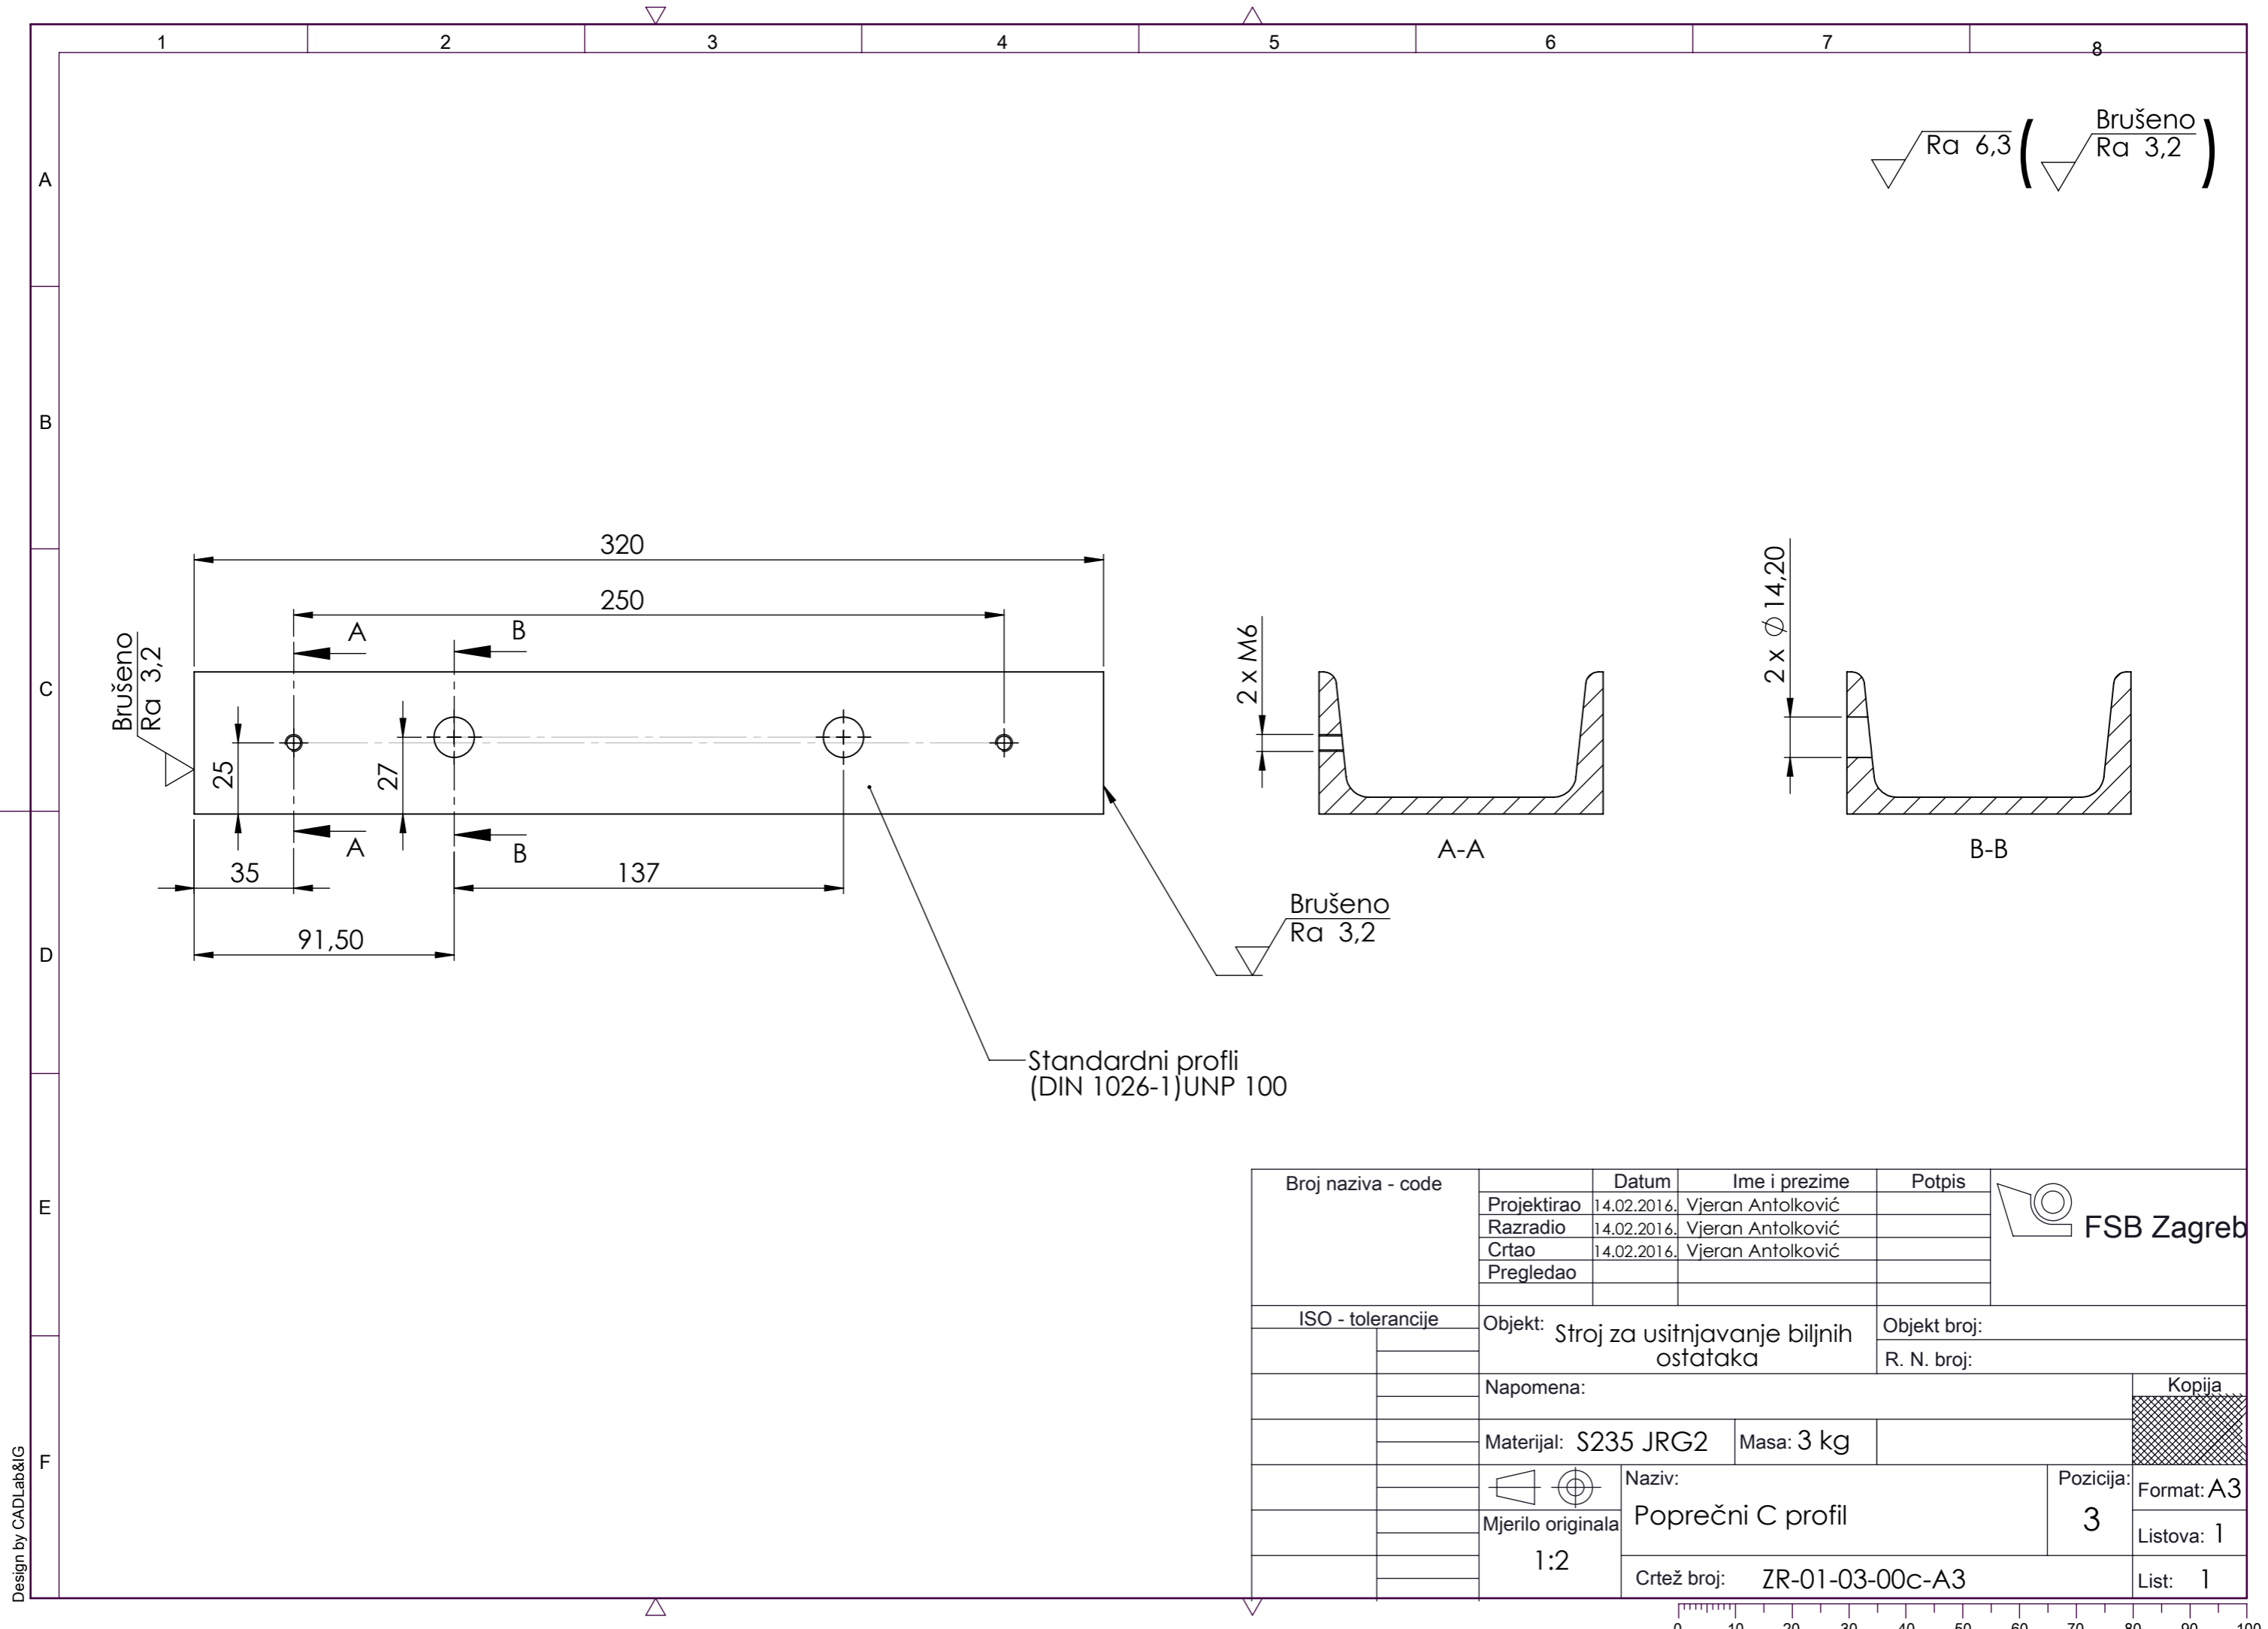 1 2 3 4 5 6 7 8
A
B
C
D
E
F
Ra 6,3
Brušeno
Ra 3,2
320
250
A
B
Brušeno
Ra 3,2
25
27
A
B
35
137
91,50
2 x M6
A-A
2 x Ø 14,20
B-B
Brušeno
Ra 3,2
Standardni profli
(DIN 1026-1)UNP 100
Broj naziva - code
Datum Ime i prezime Potpis
Projektirao 14.02.2016. Vjeran Antolković
Razradio 14.02.2016. Vjeran Antolković
Crtao 14.02.2016. Vjeran Antolković
Pregledao
FSB Zagreb
ISO - tolerancije
Objekt: Stroj za usitnjavanje biljnih
ostataka
Objekt broj:
R. N. broj:
Napomena:
Kopija
Materijal: S235 JRG2 Masa: 3 kg
Naziv:
Poprečni C profil
Pozicija:
3
Format: A3
Mjerilo originala
1:2
Listova: 1
Crtež broj: ZR-01-03-00c-A3
List: 1
Design by CADLab&IG
0 10 20 30 40 50 60 70 80 90 100